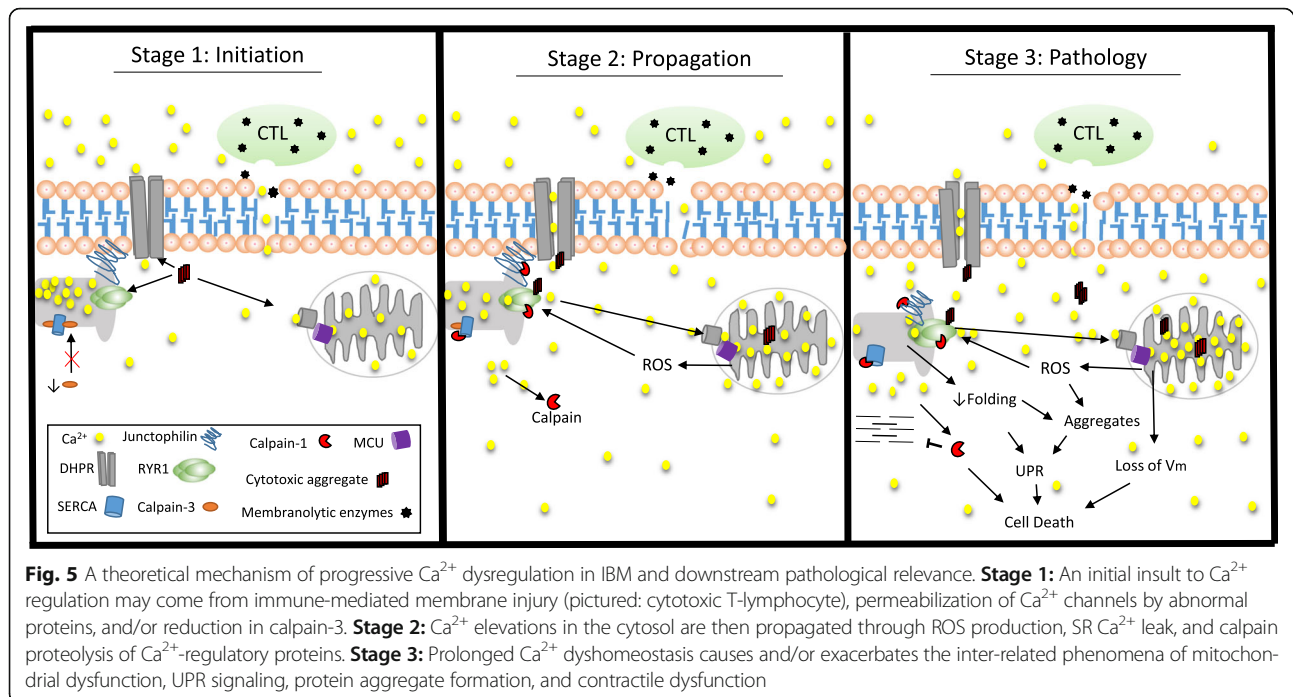 Stage 1: Initiation
CTL
↓
Ca²⁺
Junctophilin
Calpain-1
MCU
DHPR
RYR1
Cytotoxic aggregate
SERCA
Calpain-3
Membranolytic enzymes
Stage 2: Propagation
CTL
ROS
Calpain
Stage 3: Pathology
CTL
ROS
↓Folding
Aggregates
UPR
Loss of Vm
Cell Death
Fig. 5 A theoretical mechanism of progressive Ca²⁺ dysregulation in IBM and downstream pathological relevance. Stage 1: An initial insult to Ca²⁺
regulation may come from immune-mediated membrane injury (pictured: cytotoxic T-lymphocyte), permeabilization of Ca²⁺ channels by abnormal
proteins, and/or reduction in calpain-3. Stage 2: Ca²⁺ elevations in the cytosol are then propagated through ROS production, SR Ca²⁺ leak, and calpain
proteolysis of Ca²⁺-regulatory proteins. Stage 3: Prolonged Ca²⁺ dyshomeostasis causes and/or exacerbates the inter-related phenomena of mitochon-
drial dysfunction, UPR signaling, protein aggregate formation, and contractile dysfunction